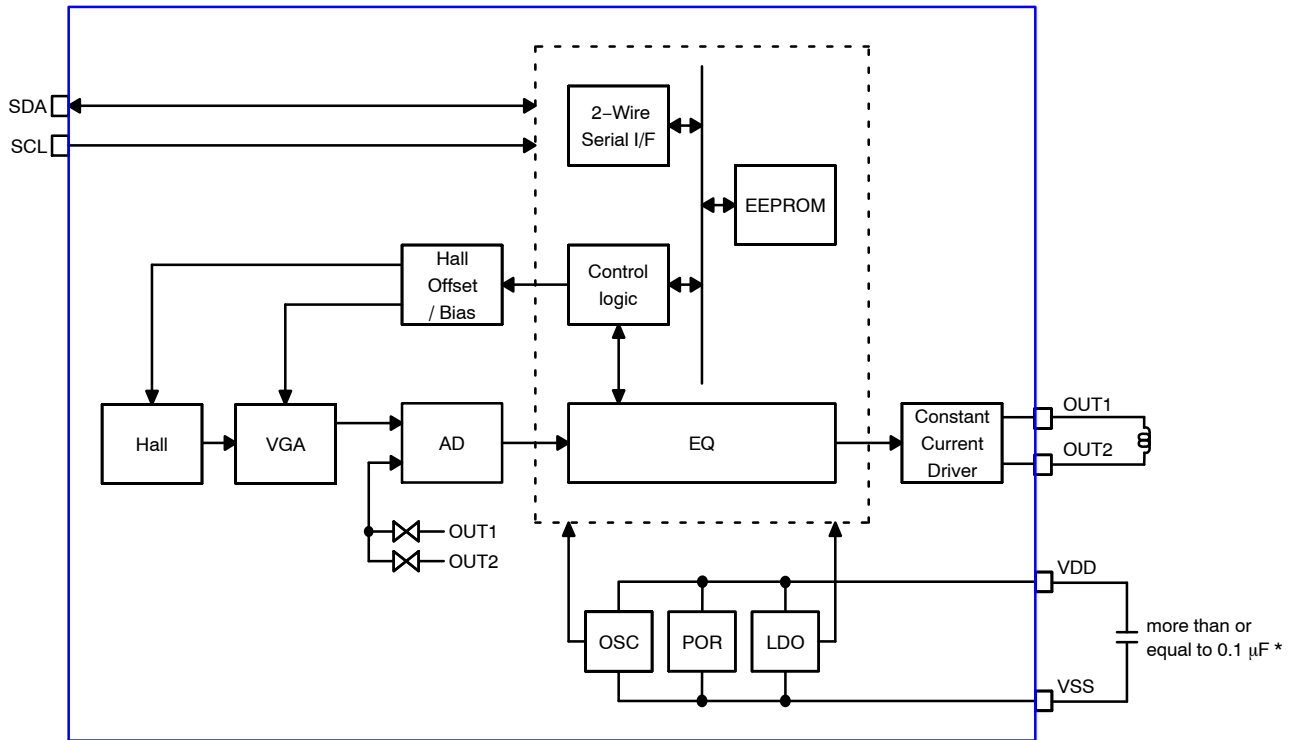 SDA
SCL
2−Wire
Serial I/F
EEPROM
Hall
Offset
/ Bias
Control
logic
Hall
VGA
AD
EQ
Constant
Current
Driver
OUT1
OUT2
OUT1
OUT2
OSC
POR
LDO
VDD
more than or
equal to 0.1 μF *
VSS